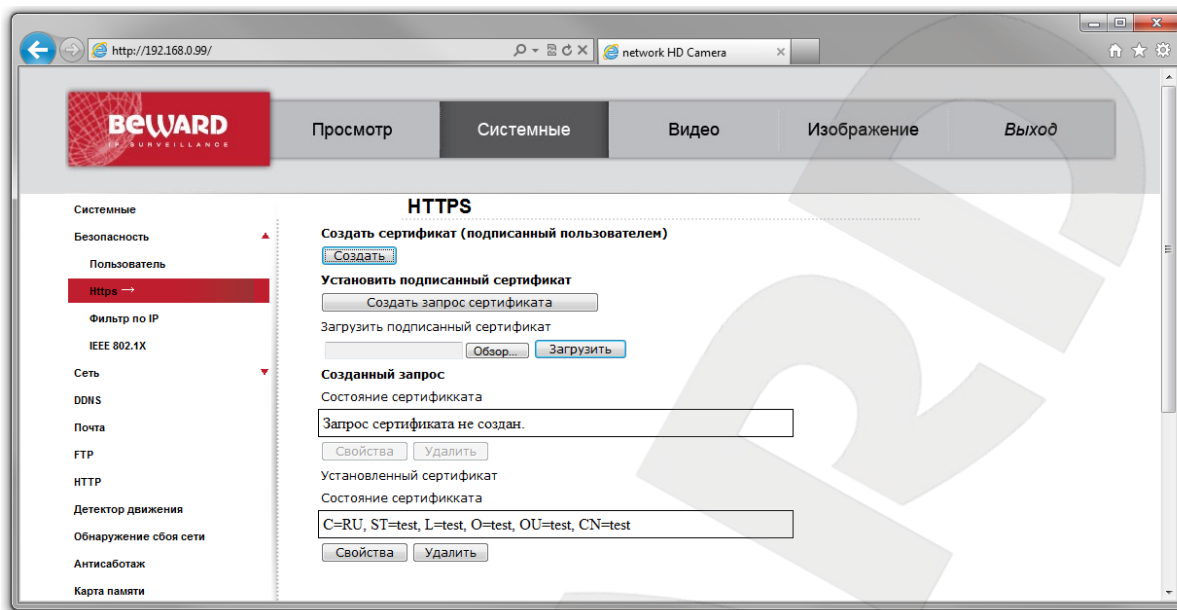 http://192.168.0.99/
network HD Camera
BEWARD
IP SURVEILLANCE
Просмотр
Системные
Видео
Изображение
Выход
Системные
Безопасность
Пользователь
Https →
Фильтр по IP
IEEE 802.1X
Сеть
DDNS
Почта
FTP
HTTP
Детектор движения
Обнаружение сбоя сети
Антисаботаж
Карта памяти
HTTPS
Создать сертификат (подписанный пользователем)
Создать
Установить подписанный сертификат
Создать запрос сертификата
Загрузить подписанный сертификат
Обзор... Загрузить
Созданный запрос
Состояние сертифкката
Запрос сертификата не создан.
Свойства Удалить
Установленный сертификат
Состояние сертифкката
C=RU, ST=test, L=test, O=test, OU=test, CN=test
Свойства Удалить